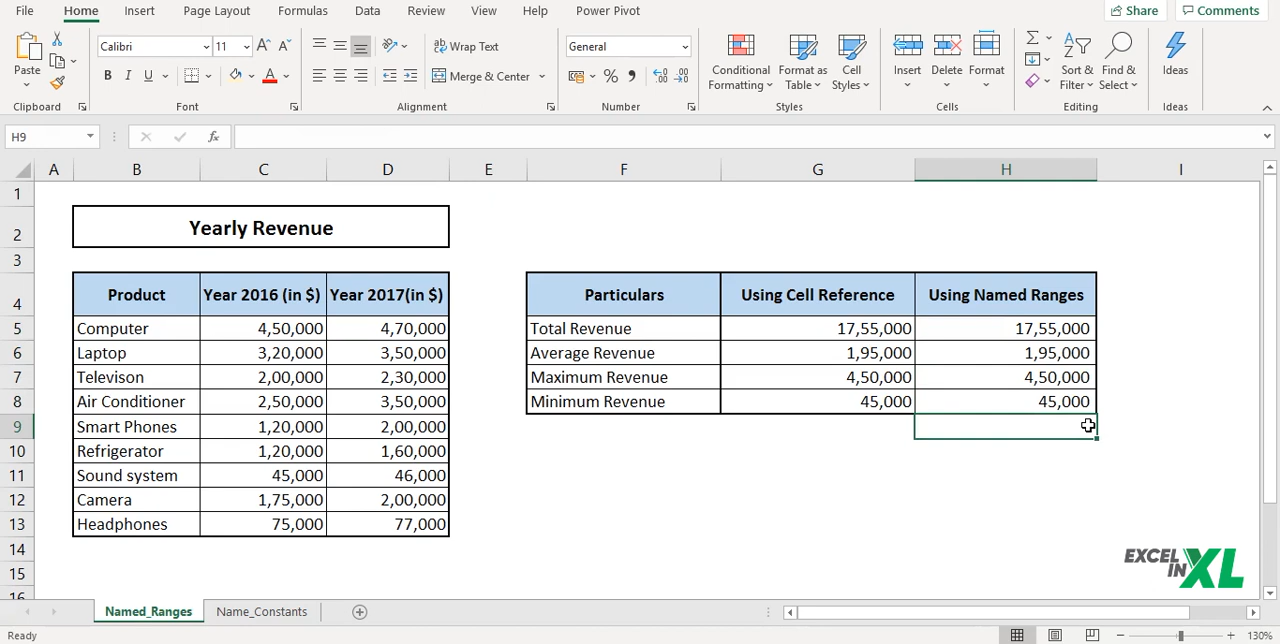 File Home Insert Page Layout Formulas Data Review View Help Power Pivot Share Comments
Paste
Clipboard
Calibri 11
B I U A
Font
Wrap Text
Merge & Center
Alignment
General
%
Number
Conditional Formatting
Format as Table
Cell Styles
Styles
Insert Delete Format
Cells
Sort & Filter
Find & Select
Editing
Ideas
Ideas
H9 fx
A B C D E F G H I
1
2 Yearly Revenue
3
4 Product Year 2016 (in $) Year 2017(in $) Particulars Using Cell Reference Using Named Ranges
5 Computer 4,50,000 4,70,000 Total Revenue 17,55,000 17,55,000
6 Laptop 3,20,000 3,50,000 Average Revenue 1,95,000 1,95,000
7 Televison 2,00,000 2,30,000 Maximum Revenue 4,50,000 4,50,000
8 Air Conditioner 2,50,000 3,50,000 Minimum Revenue 45,000 45,000
9 Smart Phones 1,20,000 2,00,000
10 Refrigerator 1,20,000 1,60,000
11 Sound system 45,000 46,000
12 Camera 1,75,000 2,00,000
13 Headphones 75,000 77,000
14
15
16
EXCEL IN XL
Named_Ranges Name_Constants
Ready 130%